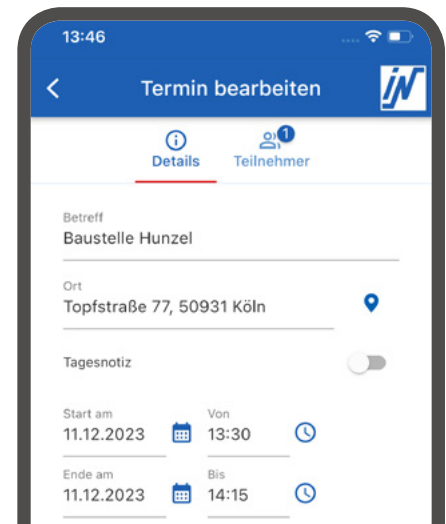 13:46
Termin bearbeiten
iN
1
Details Teilnehmer
Betreff
Baustelle Hunzel
Ort
Topfstraße 77, 50931 Köln
Tagesnotiz
Start am Von
11.12.2023 13:30
Ende am Bis
11.12.2023 14:15